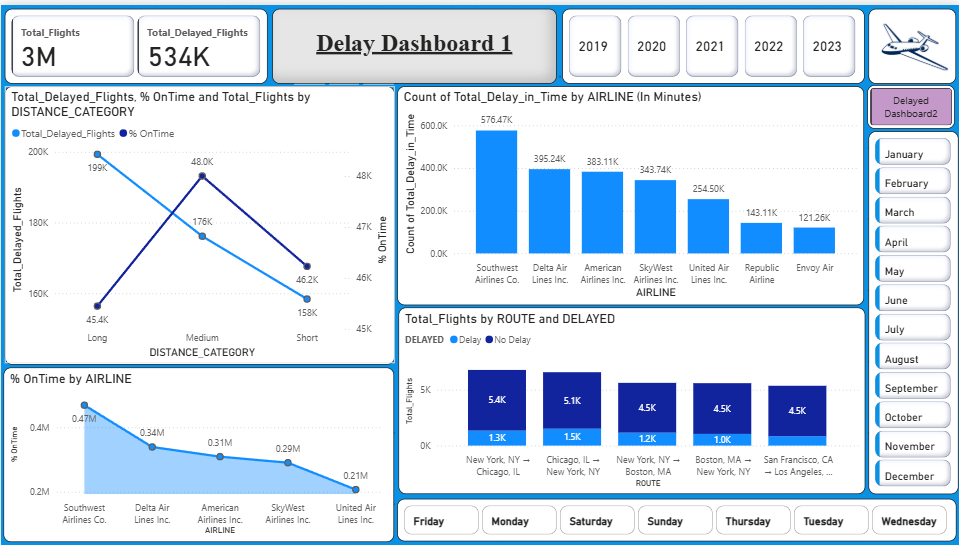 Total_Flights
3M
Total_Delayed_Flights
534K
Delay Dashboard 1
2019
2020
2021
2022
2023
Total_Delayed_Flights, % OnTime and Total_Flights by
DISTANCE_CATEGORY
Total_Delayed_Flights % OnTime
Total_Delayed_Flights
200K
180K
160K
199K
176K
158K
45.4K
48.0K
46.2K
48K
47K
46K
45K
% OnTime
Long Medium Short
DISTANCE_CATEGORY
Count of Total_Delay_in_Time by AIRLINE (In Minutes)
Count of Total_Delay_in_Time
600.0K
400.0K
200.0K
0.0K
576.47K
395.24K
383.11K
343.74K
254.50K
143.11K
121.26K
Southwest
Airlines Co.
Delta Air
Lines Inc.
American
Airlines Inc.
SkyWest
Airlines Inc.
United Air
Lines Inc.
Republic
Airline
Envoy Air
AIRLINE
Delayed
Dashboard2
January
February
March
April
May
June
July
August
September
October
November
December
% OnTime by AIRLINE
% OnTime
0.4M
0.2M
0.47M
0.34M
0.31M
0.29M
0.21M
Southwest
Airlines Co.
Delta Air
Lines Inc.
American
Airlines Inc.
SkyWest
Airlines Inc.
United Air
Lines Inc.
AIRLINE
Total_Flights by ROUTE and DELAYED
DELAYED Delay No Delay
Total_Flights
5K
0K
5.4K
1.3K
5.1K
1.5K
4.5K
1.2K
4.5K
1.0K
4.5K
New York, NY →
Chicago, IL
Chicago, IL →
New York, NY
New York, NY →
Boston, MA
Boston, MA →
New York, NY
San Francisco, CA
→ Los Angeles, ...
ROUTE
Friday
Monday
Saturday
Sunday
Thursday
Tuesday
Wednesday